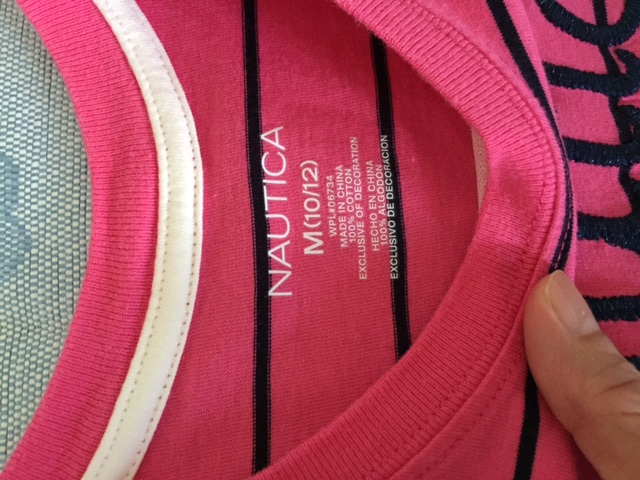 NAUTICA
M(10/12)
WPL#06734
MADE IN CHINA
100% COTTON
EXCLUSIVE OF DECORATION
HECHO EN CHINA
100% ALGODON
EXCLUSIVO DE DECORACION